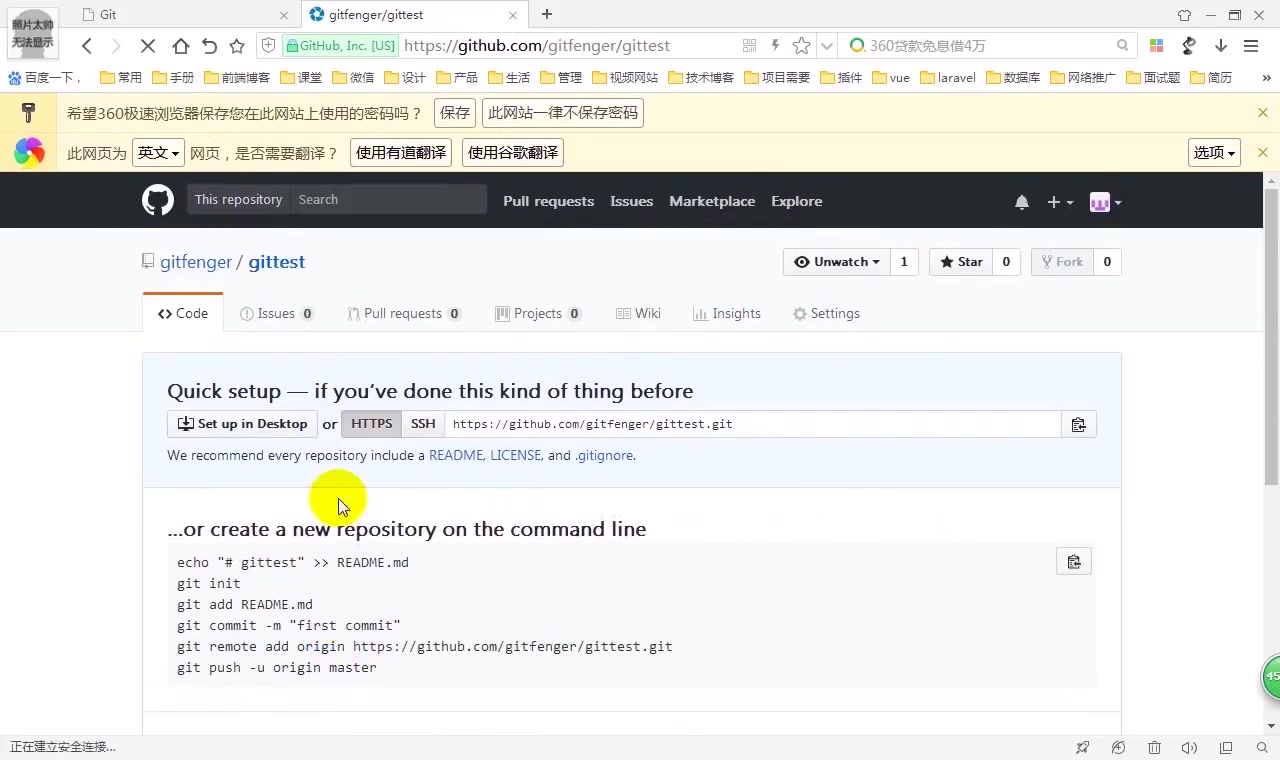 照片太帅
无法显示
Git
gitfenger/gittest
GitHub, Inc. [US]
https://github.com/gitfenger/gittest
360贷款免息借4万
百度一下，
常用
手册
前端博客
课堂
微信
设计
产品
生活
管理
视频网站
技术博客
项目需要
插件
vue
laravel
数据库
网络推广
面试题
简历
»
希望360极速浏览器保存您在此网站上使用的密码吗？
保存
此网站一律不保存密码
此网页为
英文
网页，是否需要翻译？
使用有道翻译
使用谷歌翻译
选项
This repository
Search
Pull requests
Issues
Marketplace
Explore
gitfenger / gittest
Unwatch
1
Star
0
Fork
0
Code
Issues 0
Pull requests 0
Projects 0
Wiki
Insights
Settings
Quick setup — if you’ve done this kind of thing before
Set up in Desktop
or
HTTPS
SSH
https://github.com/gitfenger/gittest.git
We recommend every repository include a README, LICENSE, and .gitignore.
…or create a new repository on the command line
echo "# gittest" >> README.md
git init
git add README.md
git commit -m "first commit"
git remote add origin https://github.com/gitfenger/gittest.git
git push -u origin master
45
正在建立安全连接...